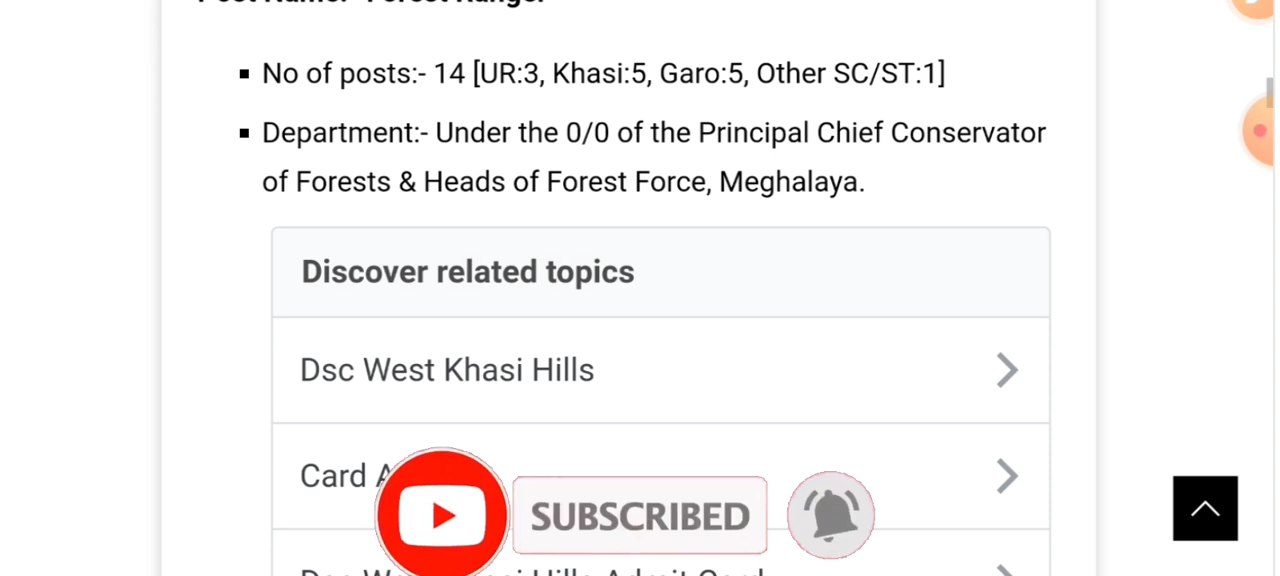 No of posts:- 14 [UR:3, Khasi:5, Garo:5, Other SC/ST:1]
Department:- Under the 0/0 of the Principal Chief Conservator
of Forests & Heads of Forest Force, Meghalaya.
Discover related topics
Dsc West Khasi Hills
Card
SUBSCRIBED